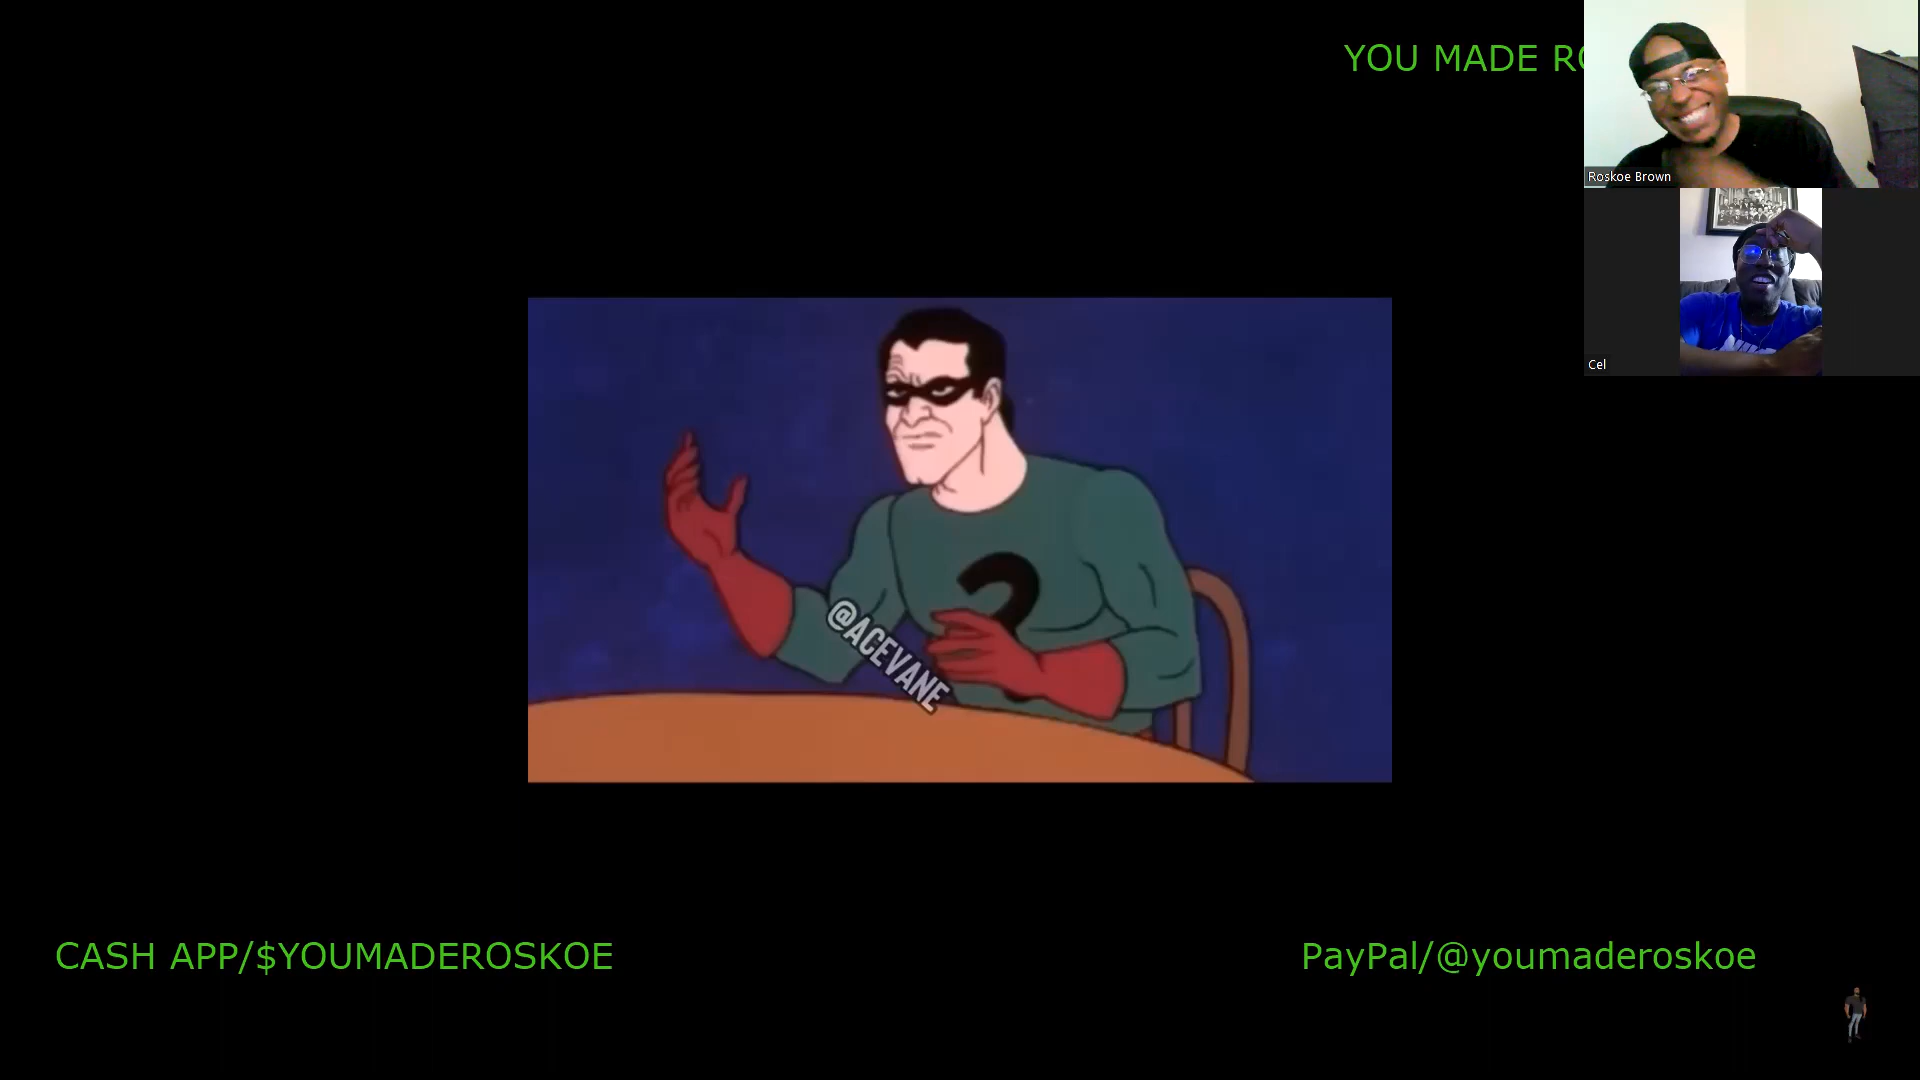 YOU MADE RO
Roskoe Brown
Cel
@ACEVANE
CASH APP/$YOUMADEROSKOE
PayPal/@youmaderoskoe